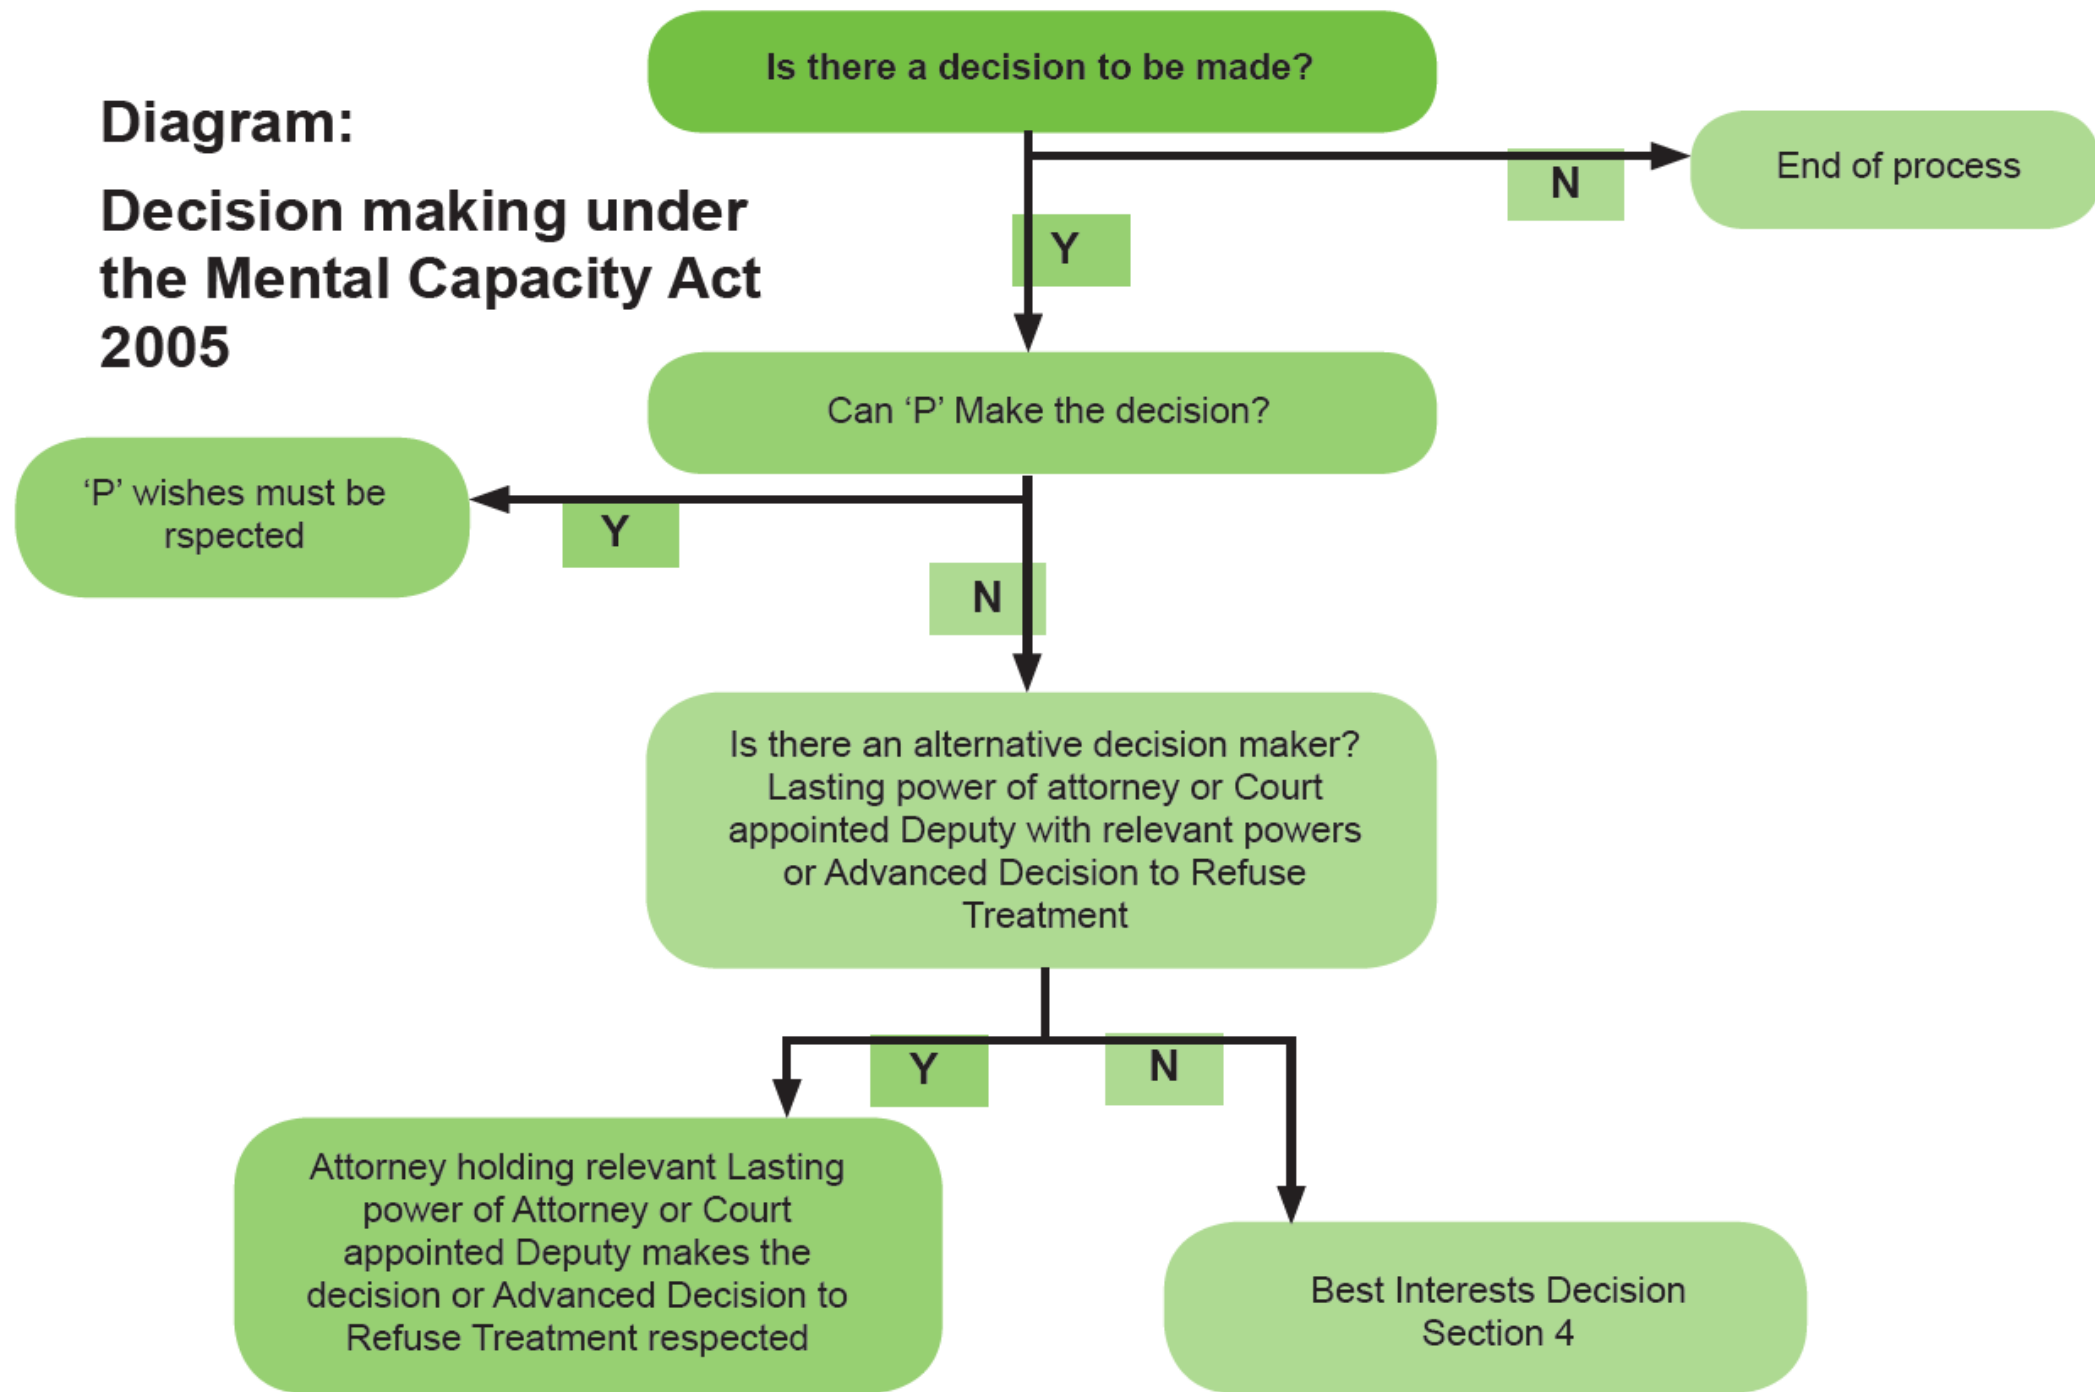 Is there a decision to be made?
Diagram:
Decision making under
the Mental Capacity Act
2005
End of process
N
Y
Can ‘P’ Make the decision?
‘P’ wishes must be
rspected
Y
N
Is there an alternative decision maker?
Lasting power of attorney or Court
appointed Deputy with relevant powers
or Advanced Decision to Refuse
Treatment
Y
N
Attorney holding relevant Lasting
power of Attorney or Court
appointed Deputy makes the
decision or Advanced Decision to
Refuse Treatment respected
Best Interests Decision
Section 4